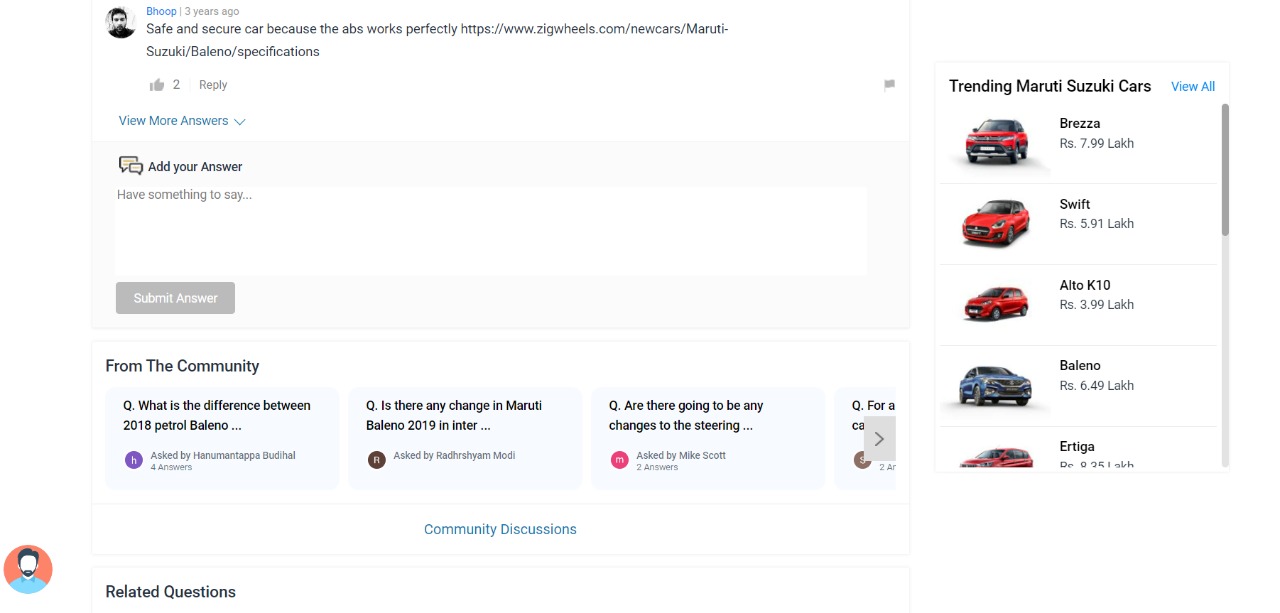 Bhoop | 3 years ago
Safe and secure car because the abs works perfectly https://www.zigwheels.com/newcars/Maruti-
Suzuki/Baleno/specifications
2 Reply
View More Answers
Add your Answer
Have something to say...
Submit Answer
From The Community
Q. What is the difference between
2018 petrol Baleno ...
h Asked by Hanumantappa Budihal
4 Answers
Q. Is there any change in Maruti
Baleno 2019 in inter ...
R Asked by Radhrshyam Modi
Q. Are there going to be any
changes to the steering ...
m Asked by Mike Scott
2 Answers
Q. For a
ca
S
2 Ar
Community Discussions
Related Questions
Trending Maruti Suzuki Cars View All
Brezza
Rs. 7.99 Lakh
Swift
Rs. 5.91 Lakh
Alto K10
Rs. 3.99 Lakh
Baleno
Rs. 6.49 Lakh
Ertiga
Rs. 8.35 Lakh